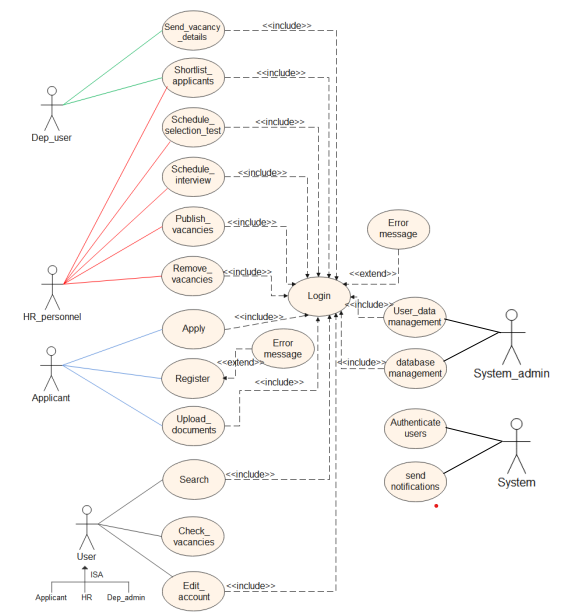 Send_vacancy
_details
<<include>>
Shortlist_
applicants
<<include>>
Dep_user
Schedule_
selection_test
<<include>>
Schedule_
interview
<<include>>
Publish_
vacancies
<<include>>
Error
message
<<extend>>
HR_personnel
Remove_
vacancies
<<include>>
Login
<<include>>
User_data
management
Apply
<<include>>
Error
message
<<extend>>
Applicant
Register
<<include>>
database
management
System_admin
<<include>>
Upload_
documents
Authenticate
users
Search
<<include>>
send
notifications
System
User
Check_
vacancies
ISA
Applicant HR Dep_admin
Edit_
account
<<include>>